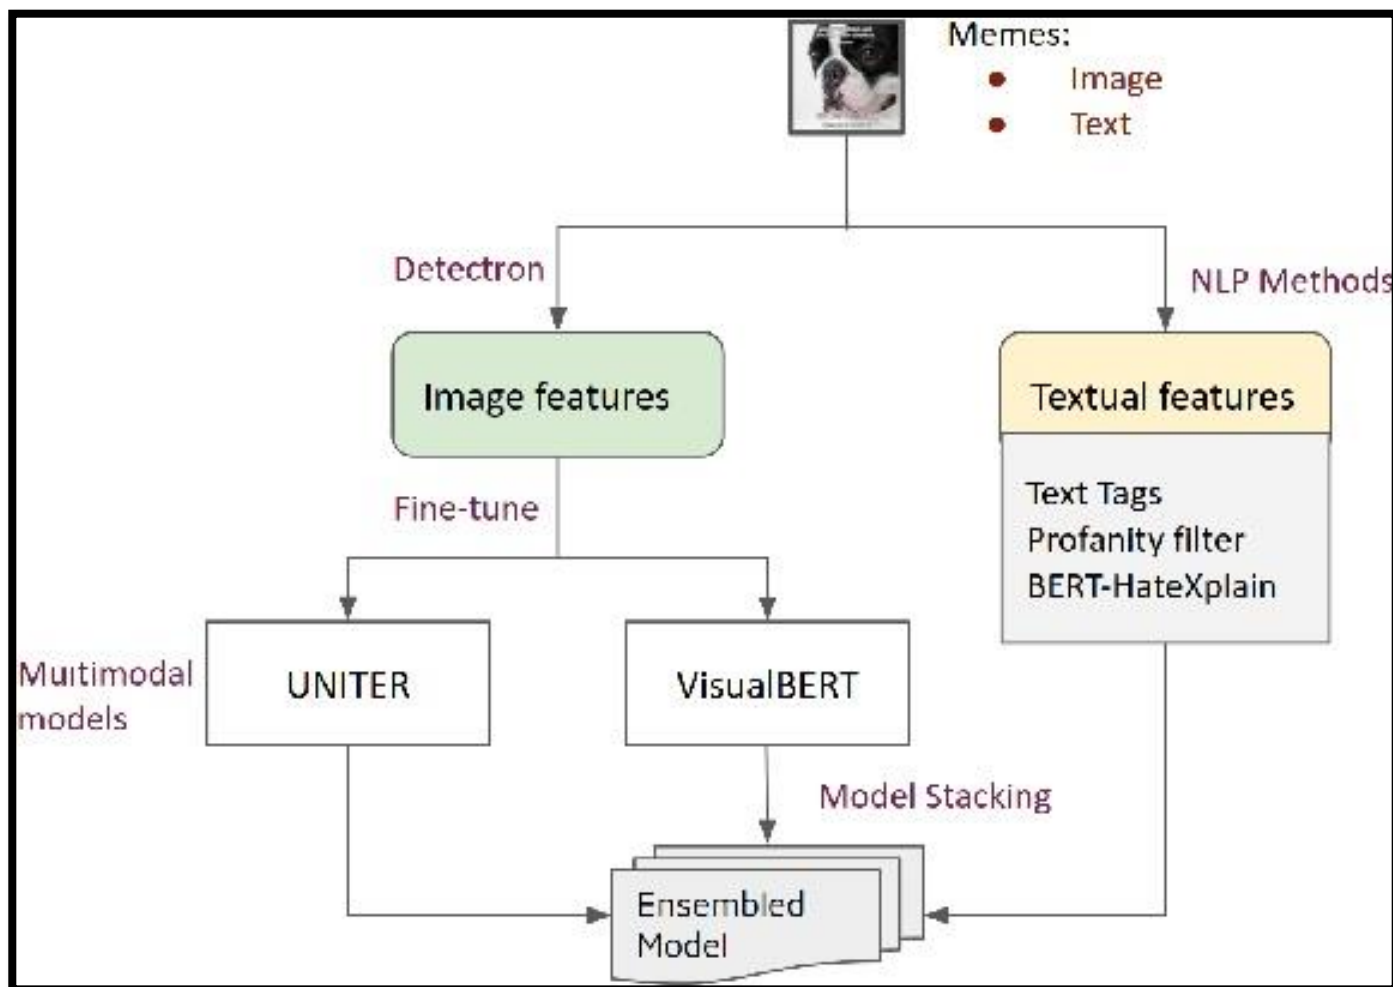 Memes:
• Image
• Text
Detectron
NLP Methods
Image features
Textual features
Fine-tune
Text Tags
Profanity filter
BERT-HateXplain
Multimodal
models
UNITER
VisualBERT
Model Stacking
Ensembled
Model